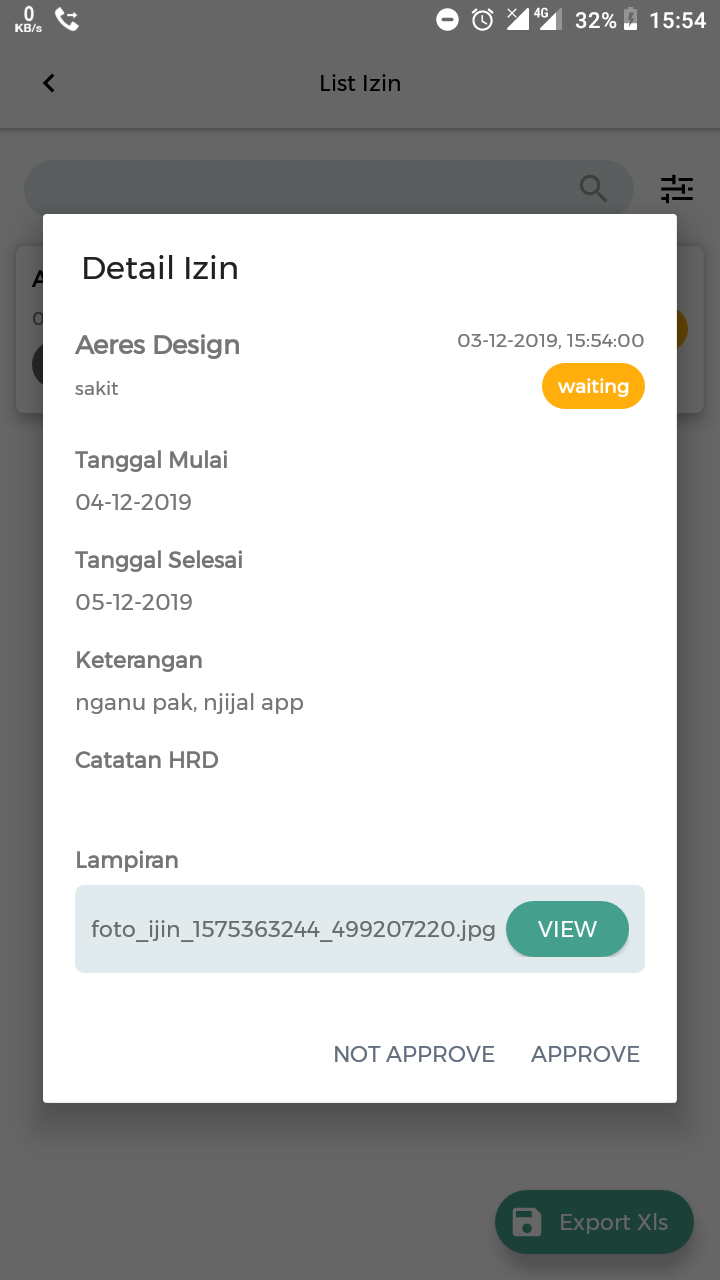 0
KB/s
4G
32%
15:54
List Izin
Detail Izin
Aeres Design
03-12-2019, 15:54:00
sakit
waiting
Tanggal Mulai
04-12-2019
Tanggal Selesai
05-12-2019
Keterangan
nganu pak, njijal app
Catatan HRD
Lampiran
foto_ijin_1575363244_499207220.jpg
VIEW
NOT APPROVE
APPROVE
Export Xls